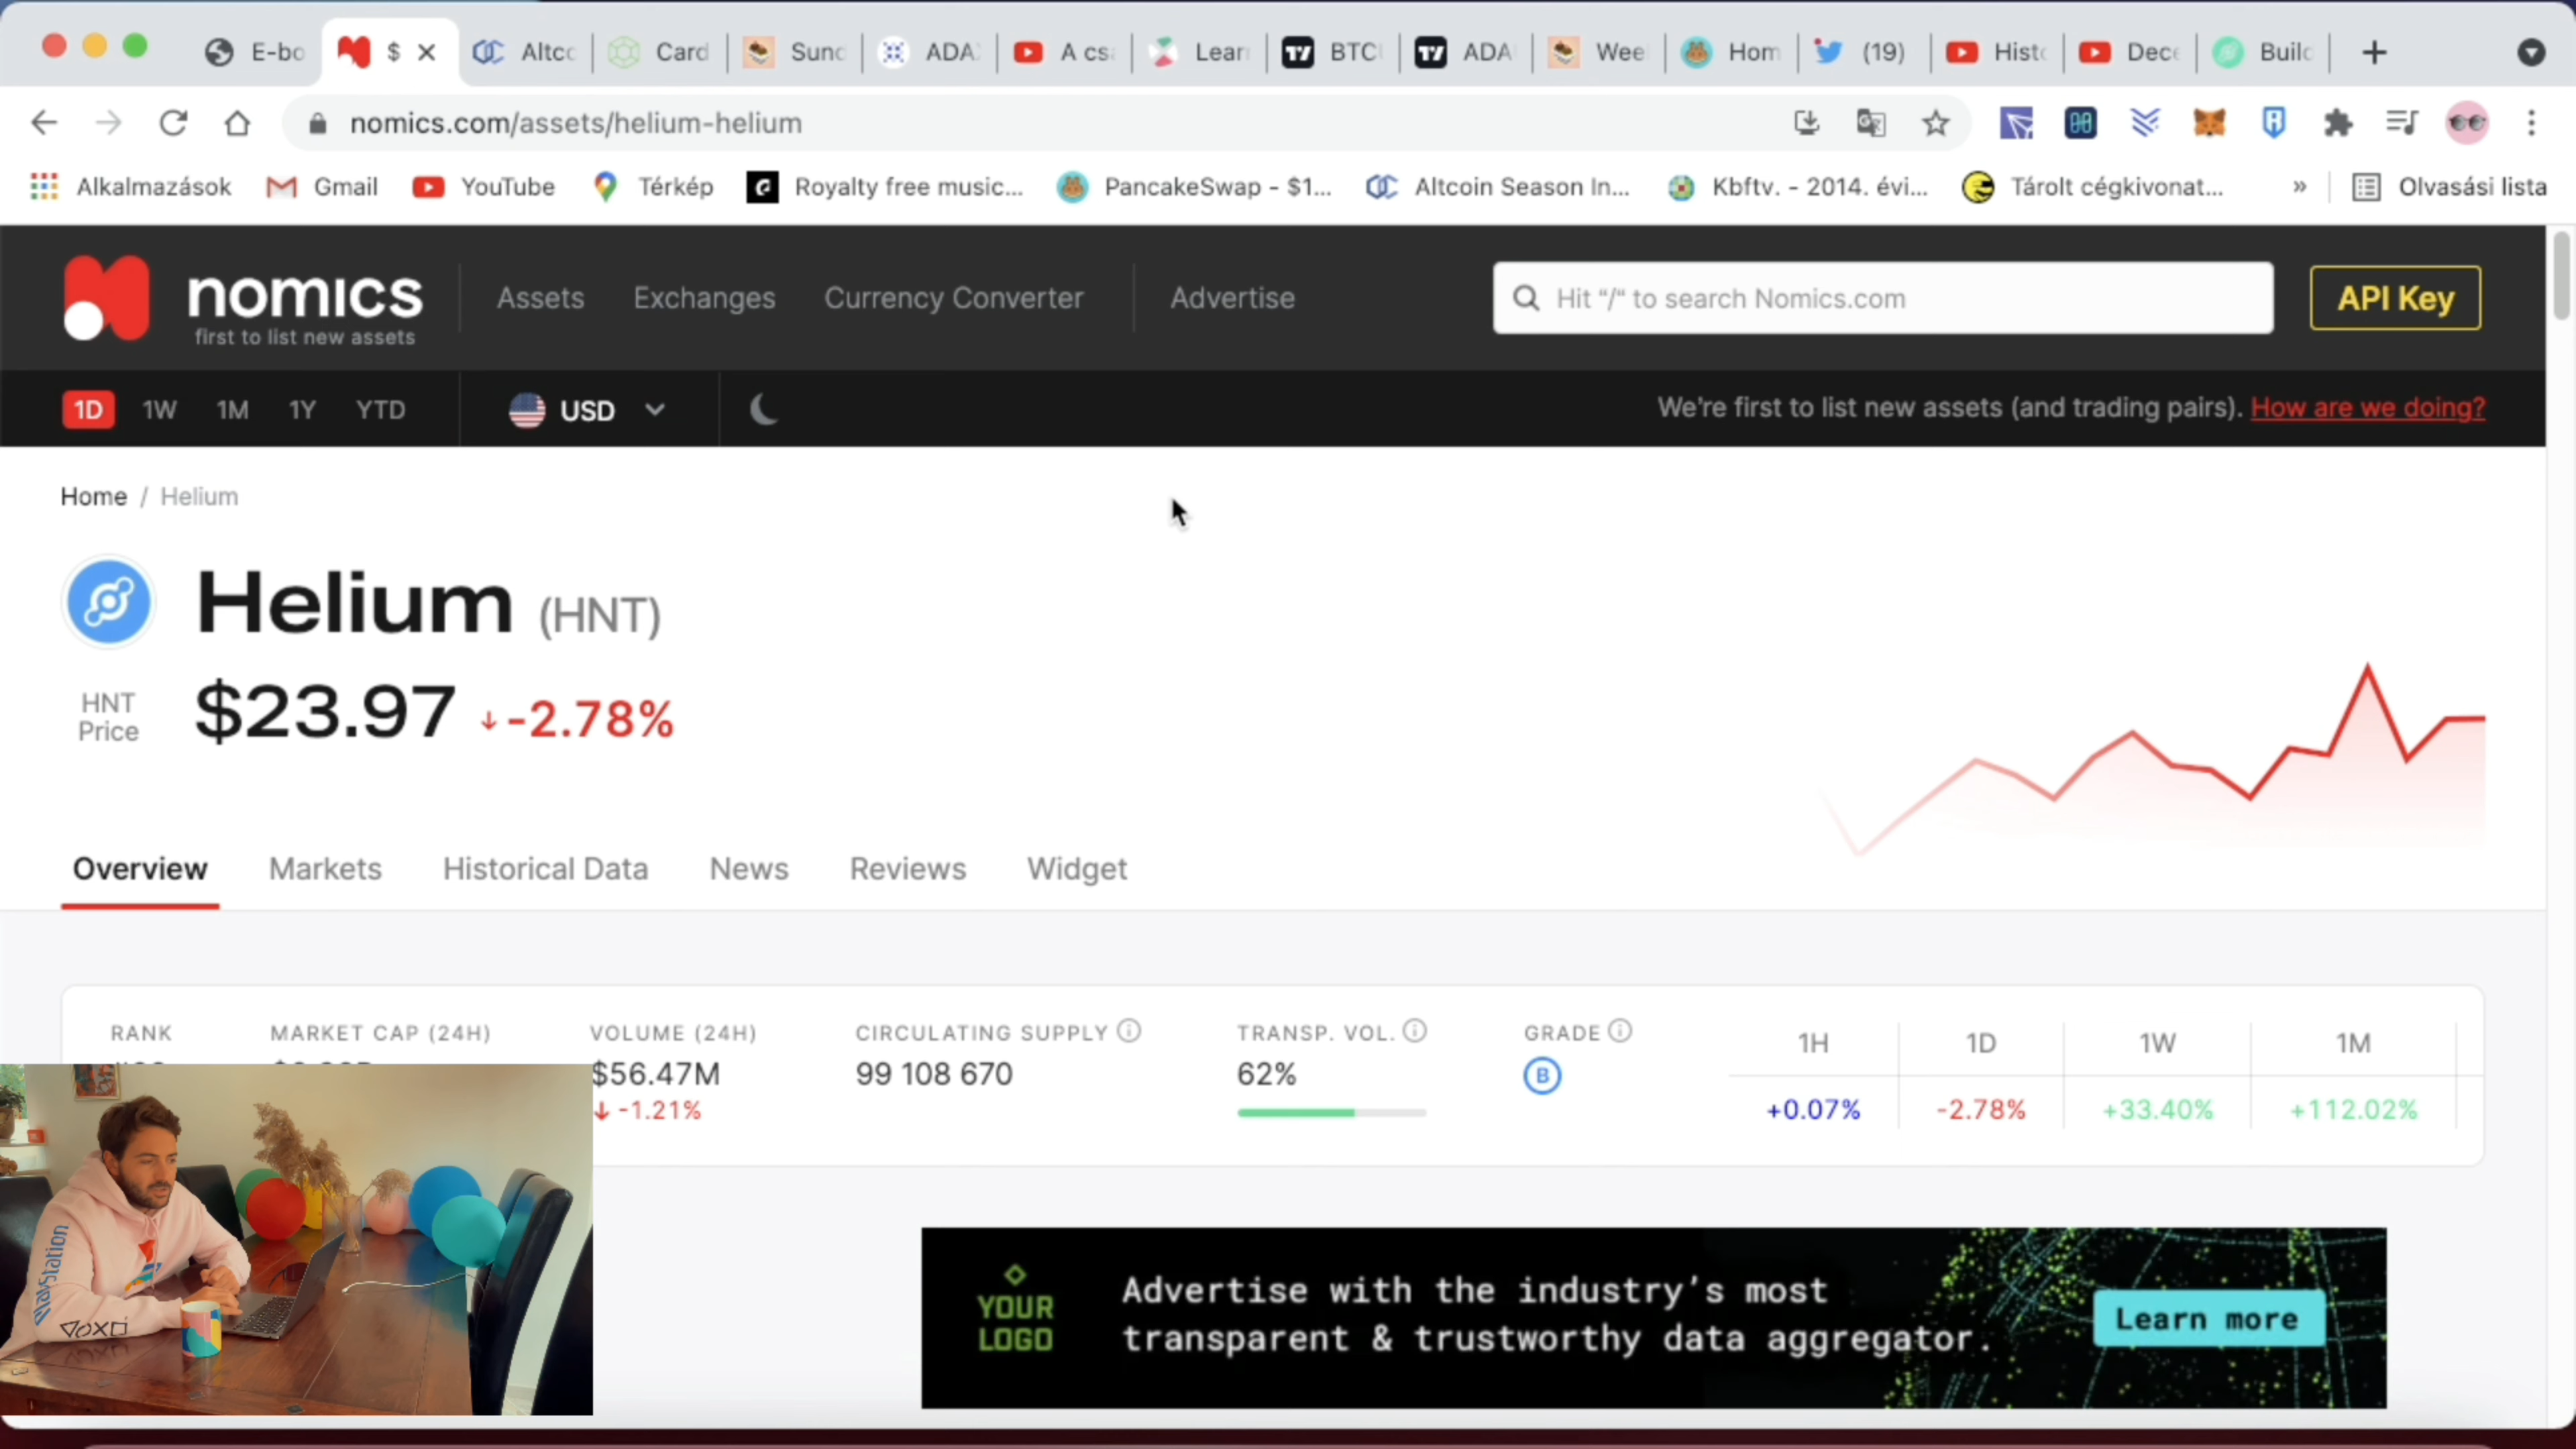 E-bo
$
Altco
Card
Sund
ADA
A csa
Lear
BTC
ADA
Wee
Hom
(19)
Histo
Dece
Build
nomics.com/assets/helium-helium
Alkalmazások
Gmail
YouTube
Térkép
Royalty free music...
PancakeSwap - $1...
Altcoin Season In...
Kbftv. - 2014. évi...
Tárolt cégkivonat...
»
Olvasási lista
nomics
first to list new assets
Assets
Exchanges
Currency Converter
Advertise
Hit “/“ to search Nomics.com
API Key
1D
1W
1M
1Y
YTD
USD
We're first to list new assets (and trading pairs). How are we doing?
Home / Helium
Helium (HNT)
HNT
Price
$23.97 -2.78%
Overview
Markets
Historical Data
News
Reviews
Widget
RANK
MARKET CAP (24H)
VOLUME (24H)
$56.47M
-1.21%
CIRCULATING SUPPLY
99 108 670
TRANSP. VOL.
62%
GRADE
B
1H
1D
1W
1M
+0.07%
-2.78%
+33.40%
+112.02%
PlayStation
YOUR
LOGO
Advertise with the industry’s most
transparent & trustworthy data aggregator.
Learn more